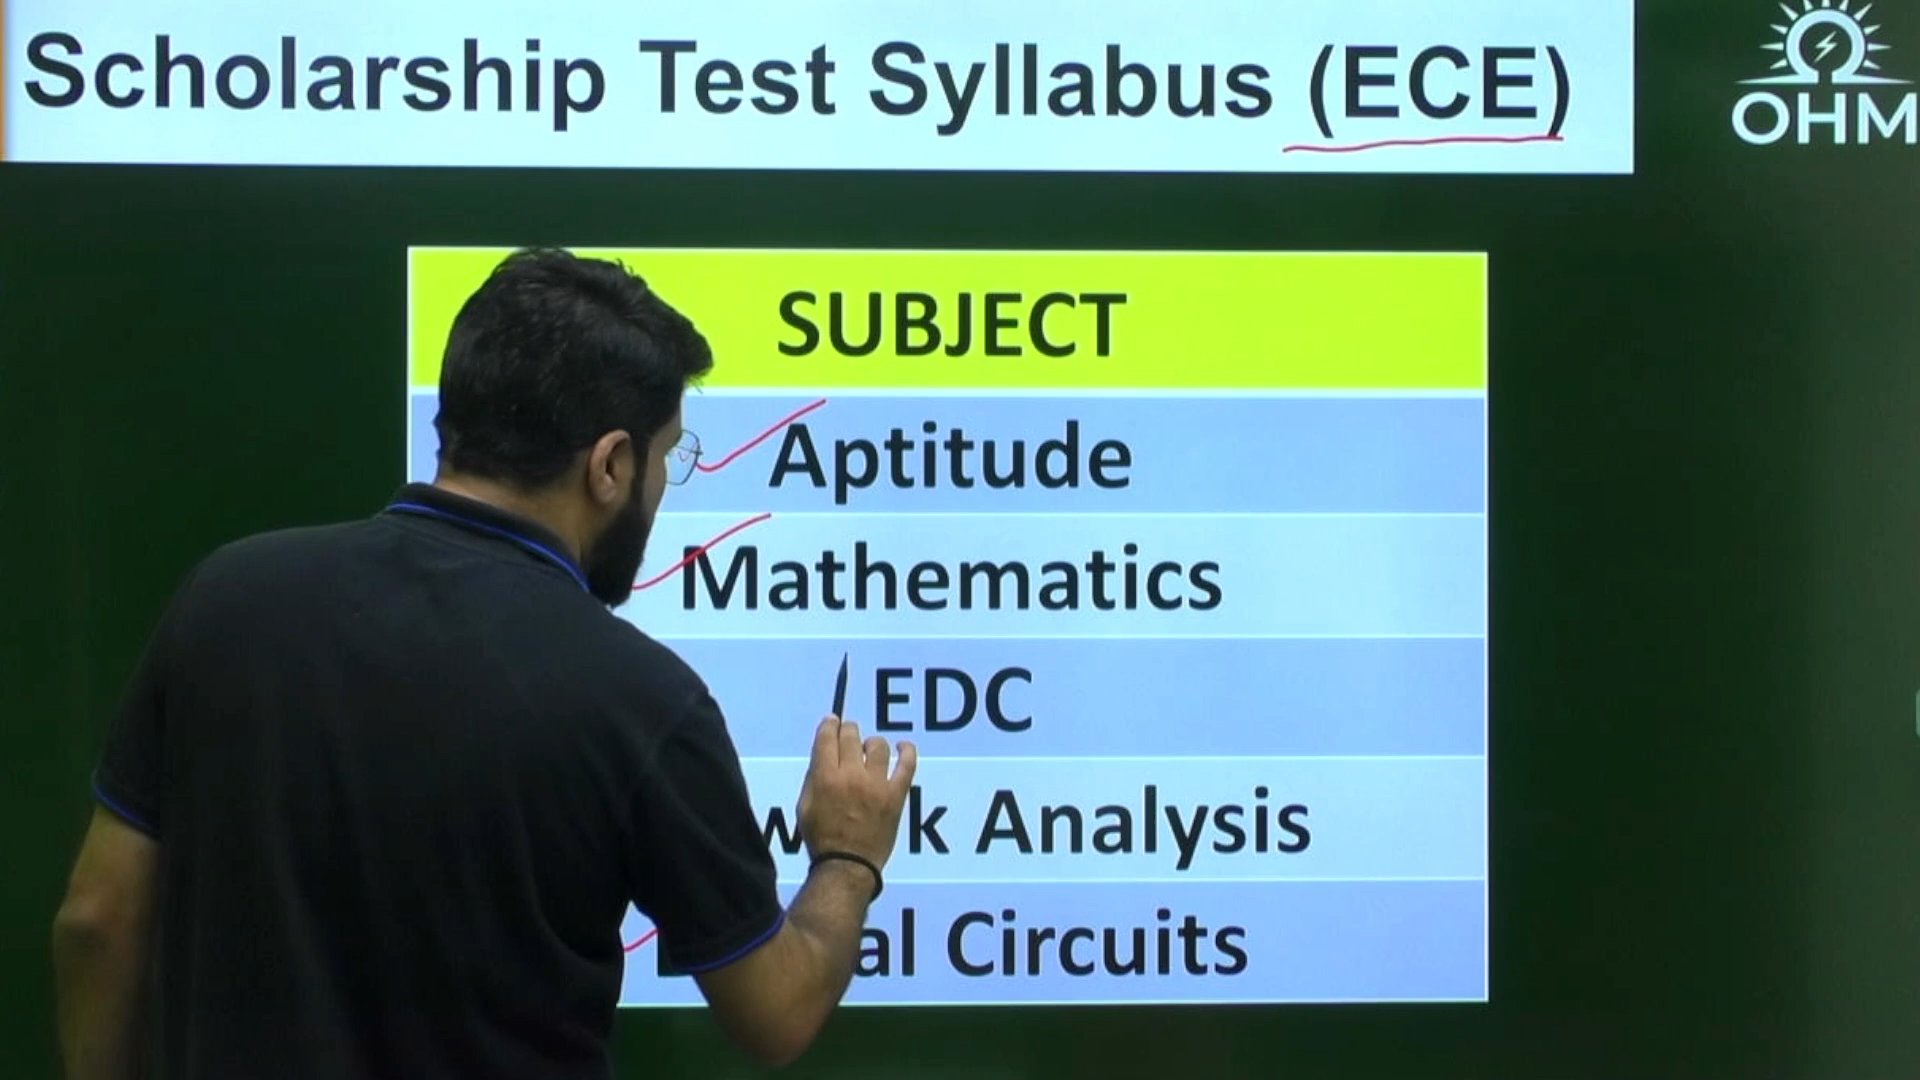 Scholarship Test Syllabus (ECE)
OHM
SUBJECT
Aptitude
Mathematics
EDC
Analysis
Circuits